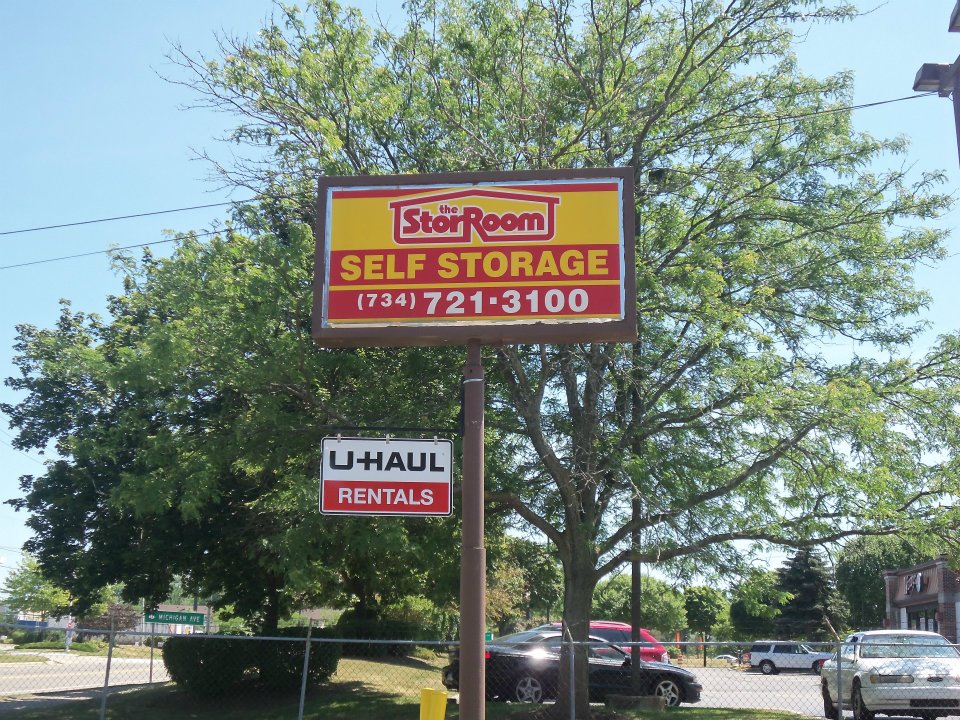 the
StorRoom
SELF STORAGE
(734) 721-3100
U-HAUL
RENTALS
MICHIGAN AVE